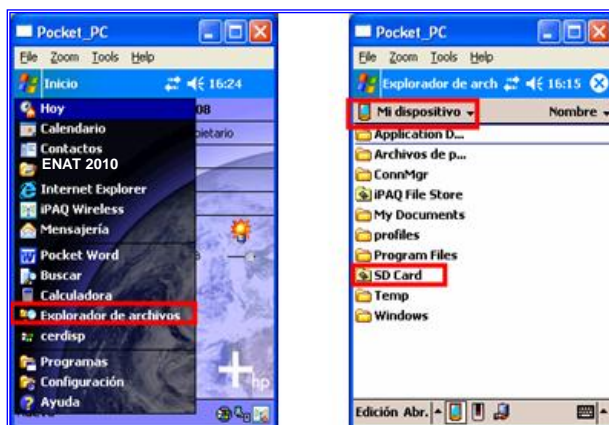 Pocket_PC
File Zoom Tools Help
Inicio 16:24
Hoy
Calendario
Contactos
ENAT 2010
Internet Explorer
iPAQ Wireless
Mensajería
Pocket Word
Buscar
Calculadora
Explorador de archivos
cerdisp
Programas
Configuración
Ayuda
08
pietario
hp
Pocket_PC
File Zoom Tools Help
Explorador de arch 16:15
Mi dispositivo Nombre
Application D...
Archivos de p...
ConnMgr
iPAQ File Store
My Documents
profiles
Program Files
SD Card
Temp
Windows
Edición Abr.